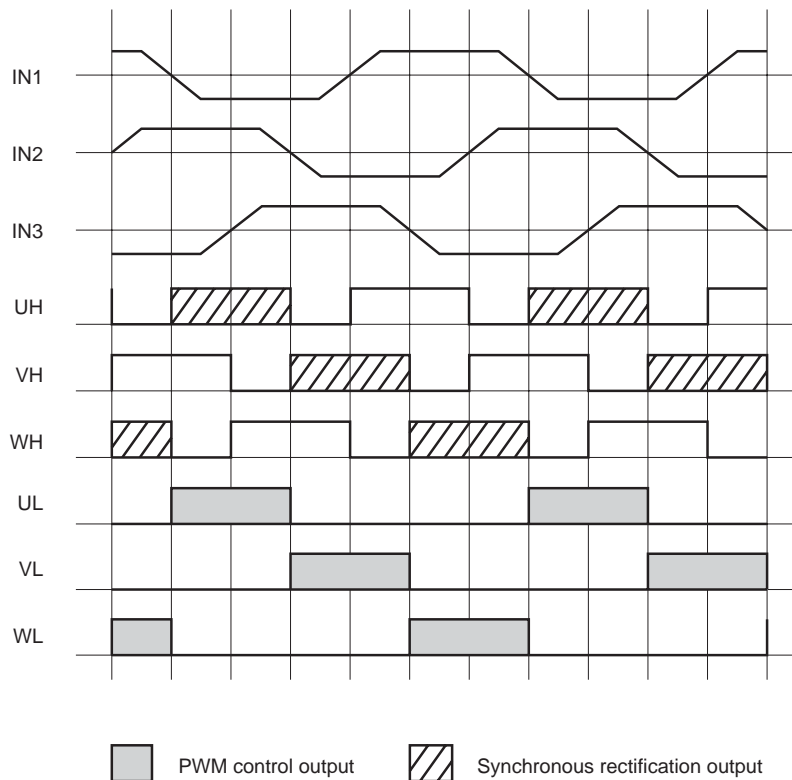 IN1
IN2
IN3
UH
VH
WH
UL
VL
WL
PWM control output
Synchronous rectification output